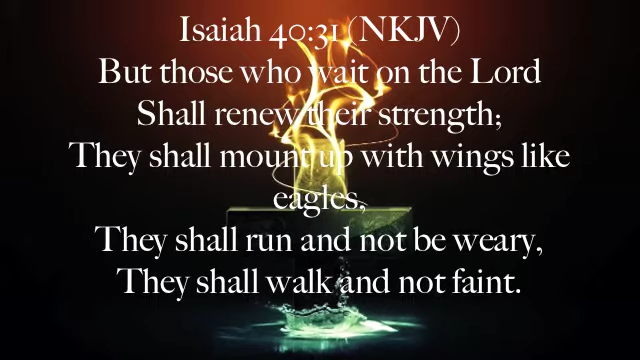 Isaiah 40:31 (NKJV)
But those who wait on the Lord
Shall renew their strength;
They shall mount up with wings like
eagles,
They shall run and not be weary,
They shall walk and not faint.